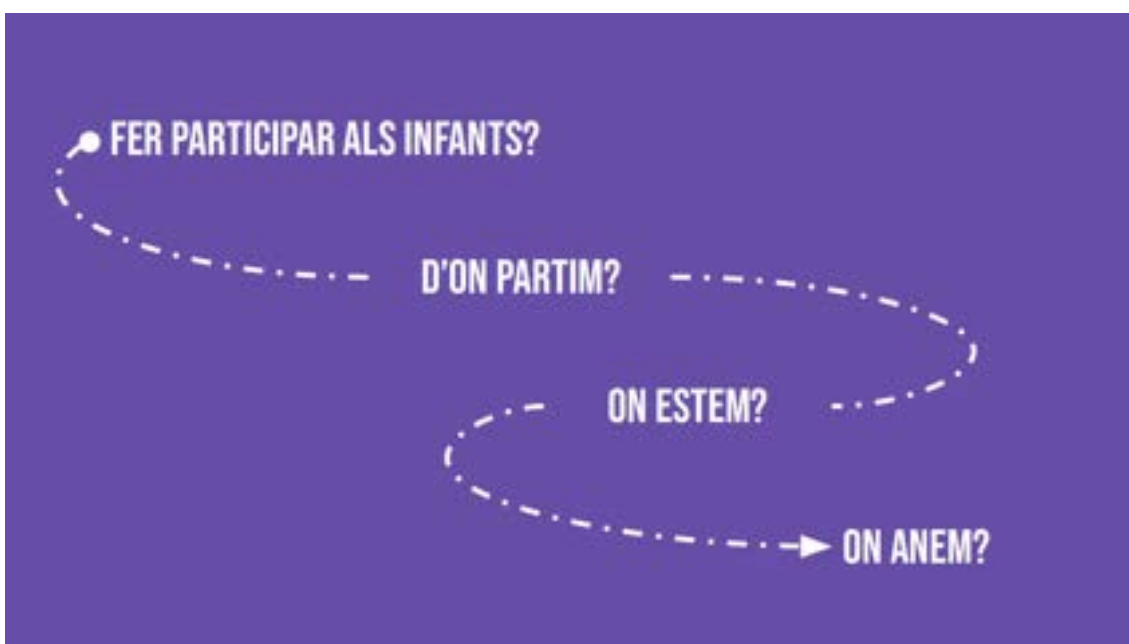 FER PARTICIPAR ALS INFANTS?
D'ON PARTIM?
ON ESTEM?
ON ANEM?